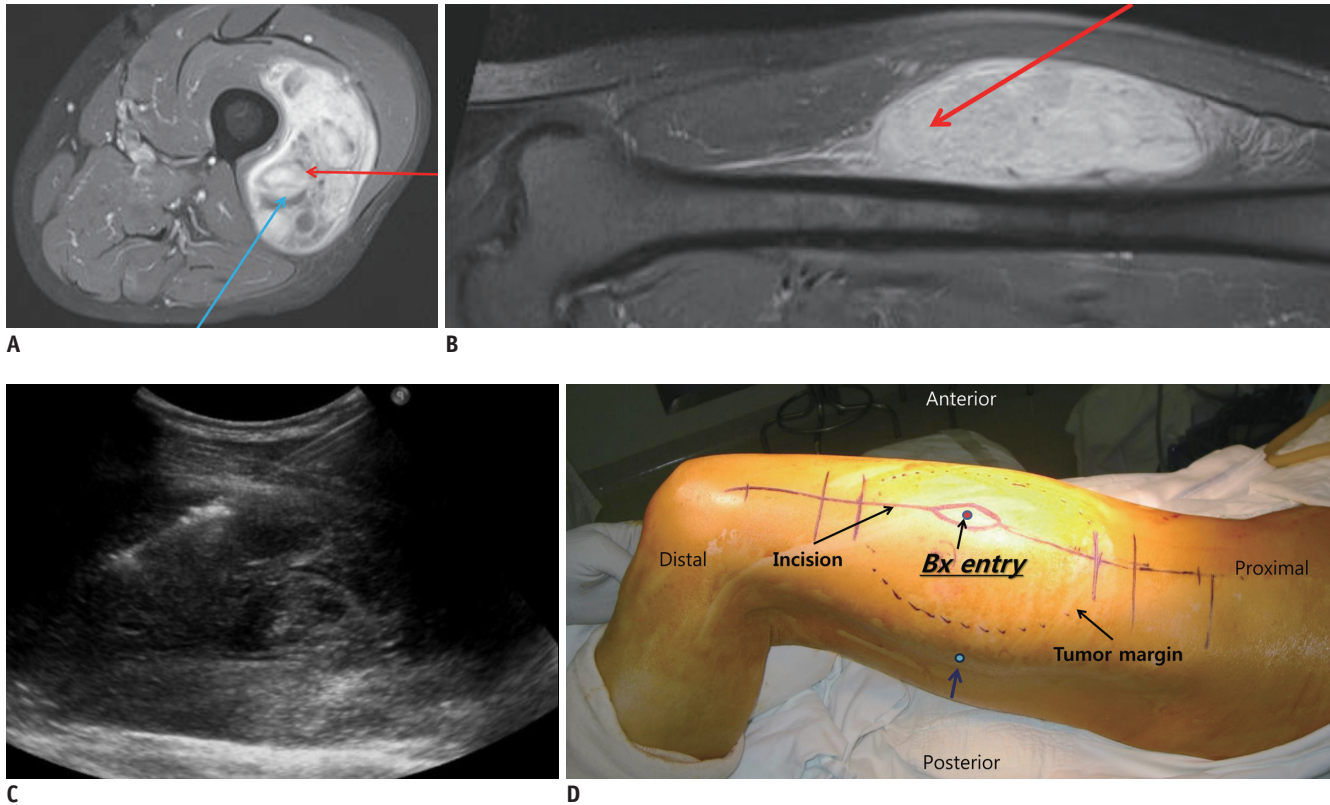 A
B
C
Anterior
Distal
Incision
Bx entry
Proximal
Tumor margin
Posterior
D